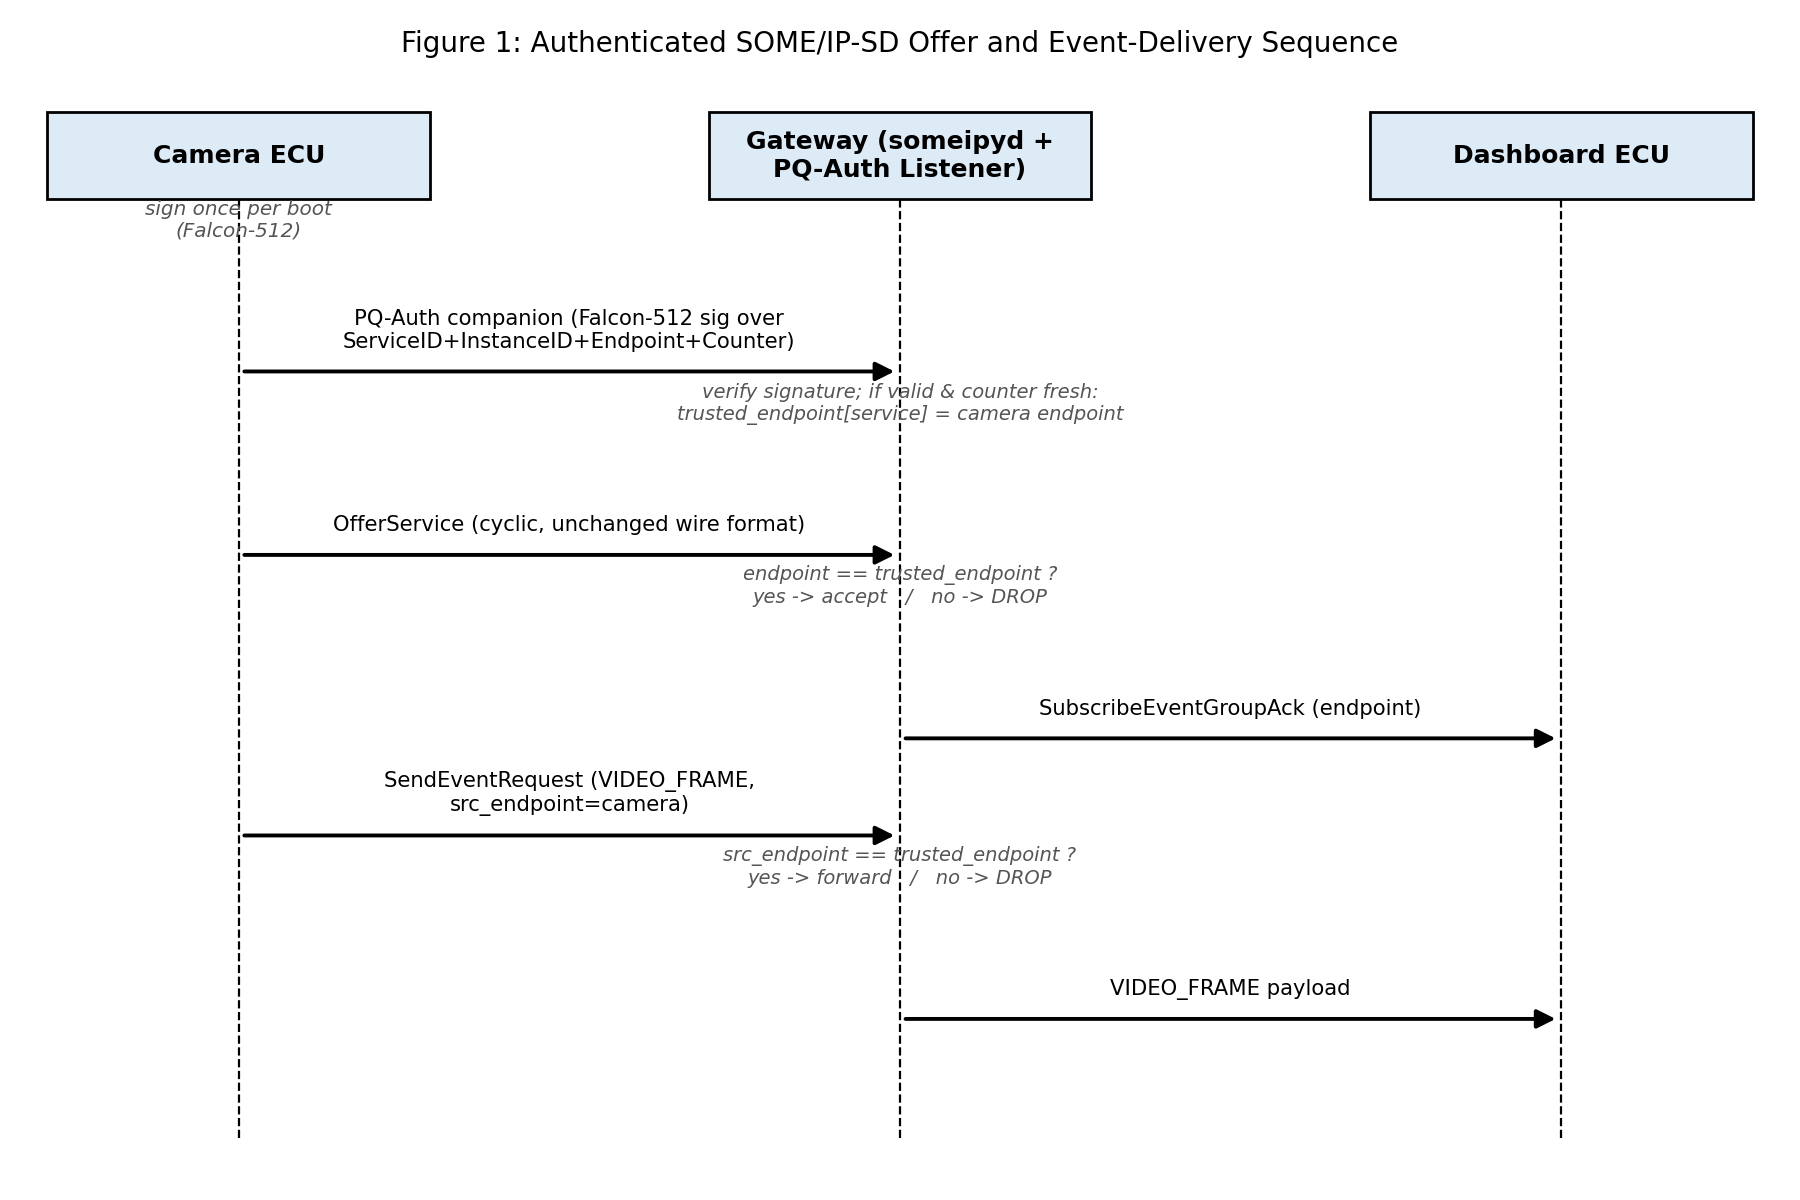 Figure 1: Authenticated SOME/IP-SD Offer and Event-Delivery Sequence
Camera ECU
Gateway (someipyd +
PQ-Auth Listener)
Dashboard ECU
sign once per boot
(Falcon-512)
PQ-Auth companion (Falcon-512 sig over
ServiceID+InstanceID+Endpoint+Counter)
verify signature; if valid & counter fresh:
trusted_endpoint[service] = camera endpoint
OfferService (cyclic, unchanged wire format)
endpoint == trusted_endpoint ?
yes -> accept / no -> DROP
SubscribeEventGroupAck (endpoint)
SendEventRequest (VIDEO_FRAME,
src_endpoint=camera)
src_endpoint == trusted_endpoint ?
yes -> forward / no -> DROP
VIDEO_FRAME payload